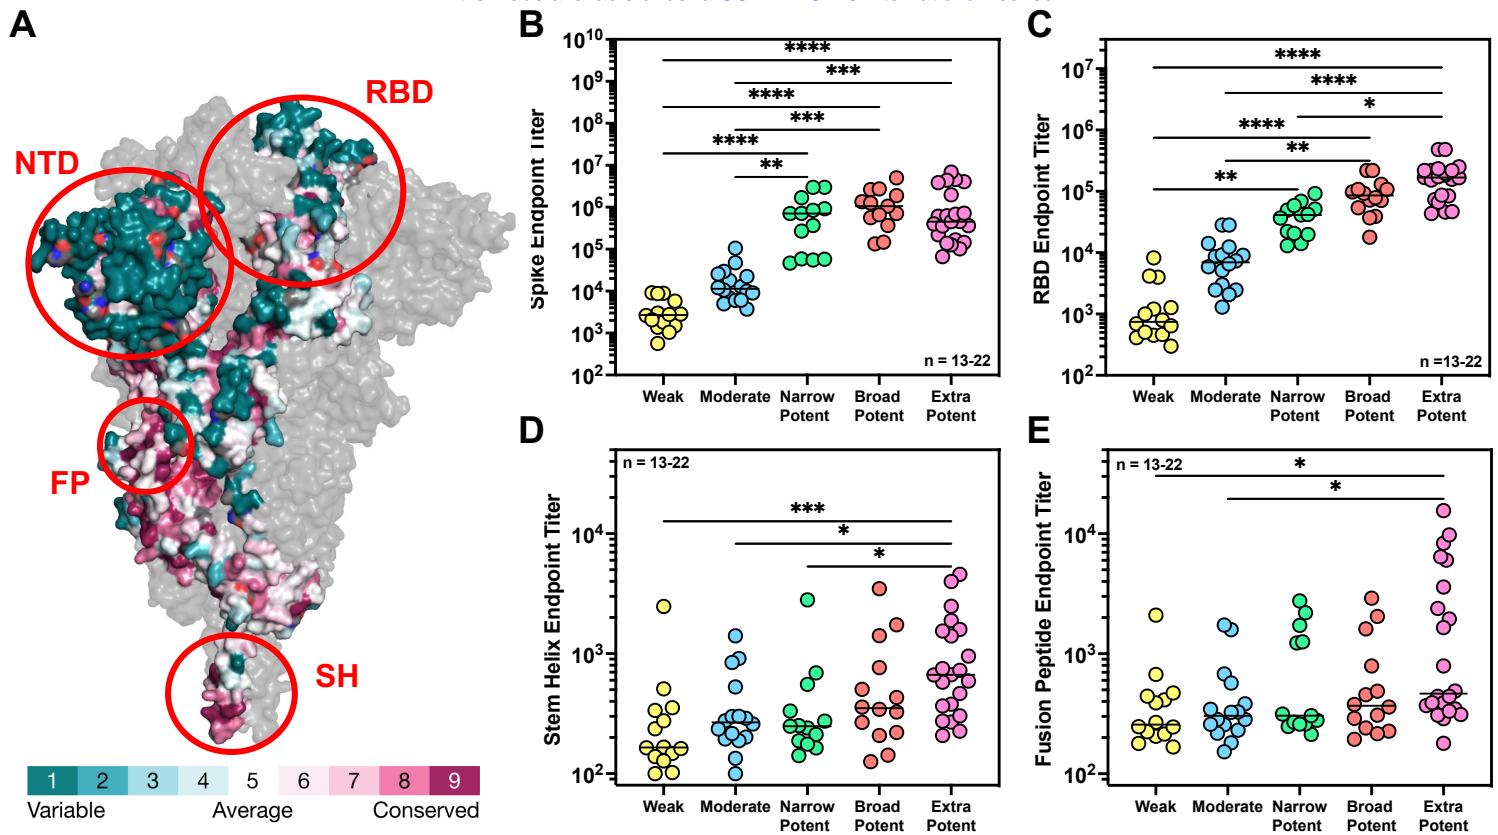 A
RBD
NTD
FP
SH
1 2 3 4 5 6 7 8 9
Variable Average Conserved
B
Spike Endpoint Titer
10^10
10^9
10^8
10^7
10^6
10^5
10^4
10^3
10^2
****
***
****
***
****
**
n = 13-22
Weak Moderate Narrow Potent Broad Potent Extra Potent
C
RBD Endpoint Titer
10^7
10^6
10^5
10^4
10^3
10^2
****
****
*
****
**
**
n =13-22
Weak Moderate Narrow Potent Broad Potent Extra Potent
D
Stem Helix Endpoint Titer
n = 13-22
10^4
10^3
10^2
***
*
*
Weak Moderate Narrow Potent Broad Potent Extra Potent
E
Fusion Peptide Endpoint Titer
n = 13-22
10^4
10^3
10^2
*
*
Weak Moderate Narrow Potent Broad Potent Extra Potent